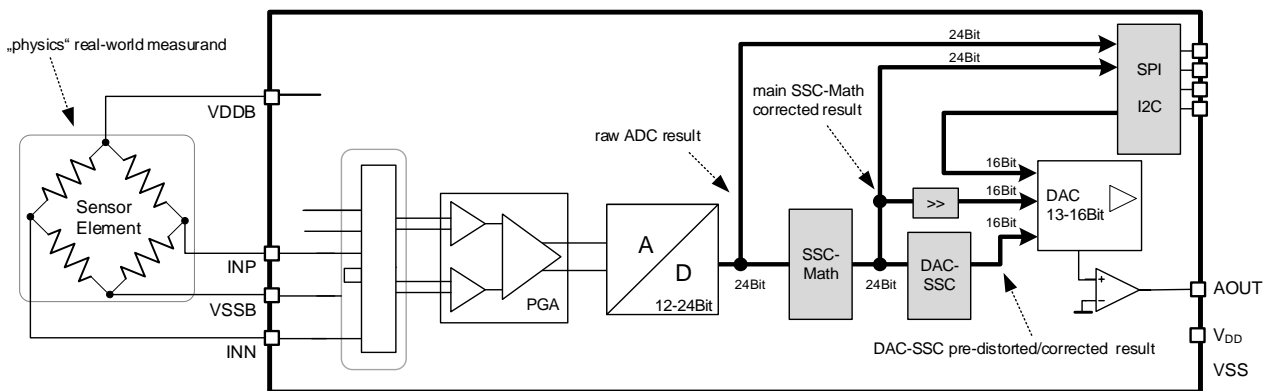 „physics“ real-world measurand
VDDB
Sensor
Element
INP
VSSB
INN
PGA
A
D
12-24Bit
raw ADC result
24Bit
main SSC-Math
corrected result
SSC-
Math
24Bit
24Bit
24Bit
SPI
I2C
16Bit
>>
16Bit
DAC-
SSC
16Bit
DAC
13-16Bit
+
−
DAC-SSC pre-distorted/corrected result
AOUT
VDD
VSS